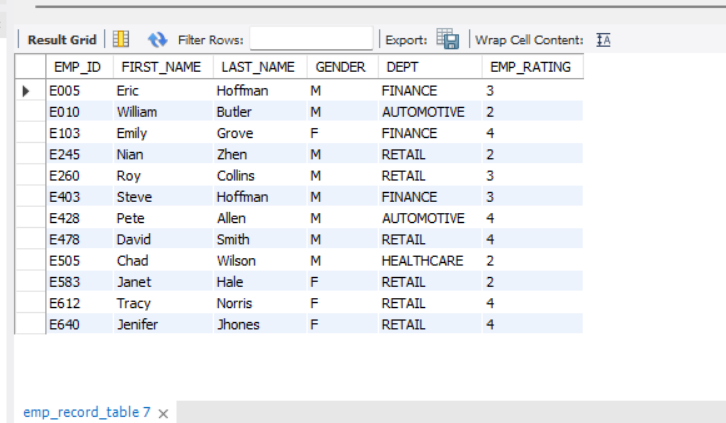 Result Grid Filter Rows: Export: Wrap Cell Content: IA
EMP_ID FIRST_NAME LAST_NAME GENDER DEPT EMP_RATING
E005 Eric Hoffman M FINANCE 3
E010 William Butler M AUTOMOTIVE 2
E103 Emily Grove F FINANCE 4
E245 Nian Zhen M RETAIL 2
E260 Roy Collins M RETAIL 3
E403 Steve Hoffman M FINANCE 3
E428 Pete Allen M AUTOMOTIVE 4
E478 David Smith M RETAIL 4
E505 Chad Wilson M HEALTHCARE 2
E583 Janet Hale F RETAIL 2
E612 Tracy Norris F RETAIL 4
E640 Jenifer Jhones F RETAIL 4
emp_record_table 7